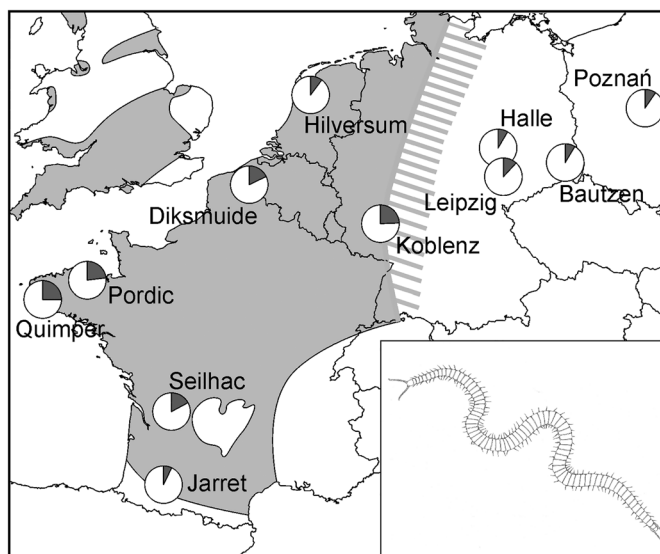 Poznań
Halle
Hilversum
Leipzig
Bautzen
Diksmuide
Koblenz
Pordic
Quimper
Seilhac
Jarret